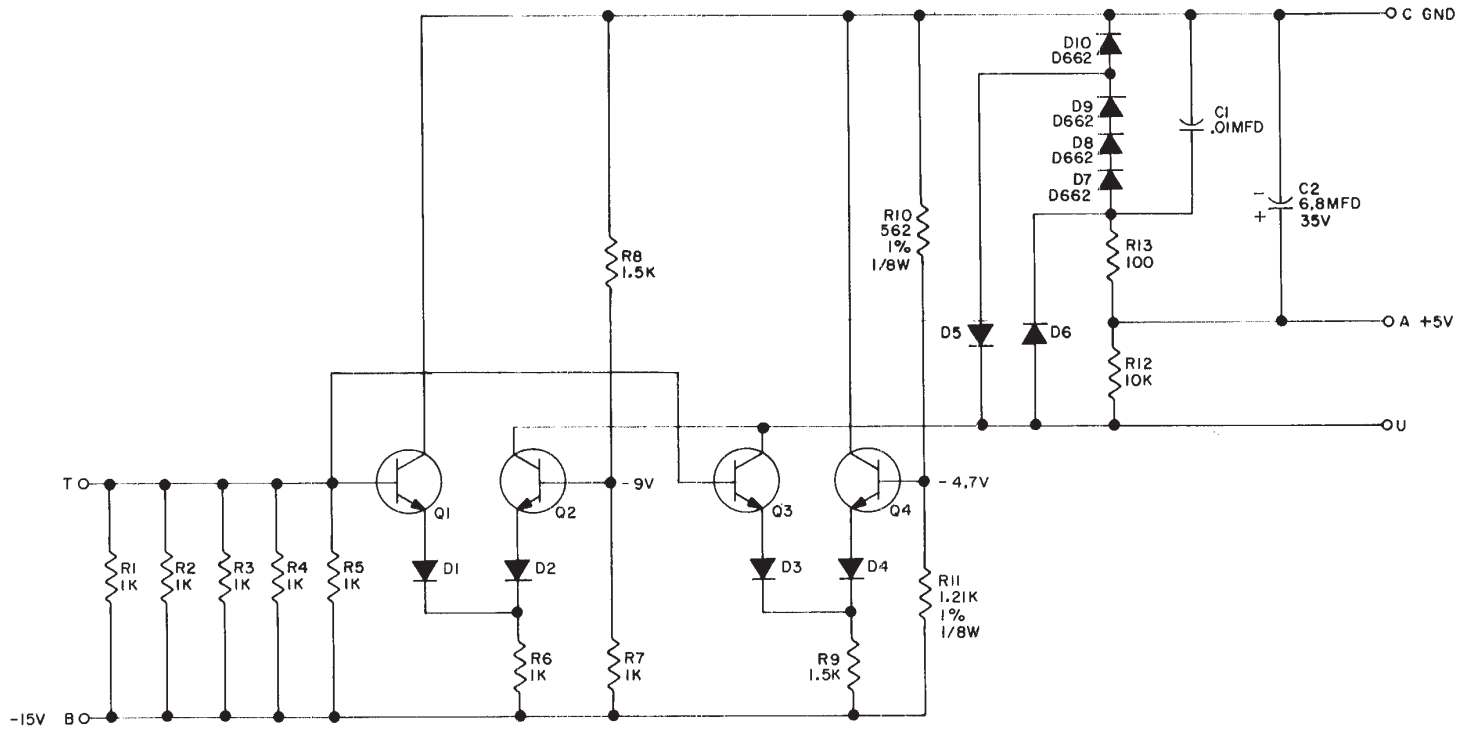 C GND
D10
D662
D9
D662
D8
D662
D7
D662
C1
.01MFD
C2
6.8MFD
35V
-
+
R10
562
1%
1/8W
R8
1.5K
R13
100
A +5V
D5
D6
R12
10K
U
T
Q1
Q2
-9V
Q3
Q4
-4.7V
R1
1K
R2
1K
R3
1K
R4
1K
R5
1K
D1
D2
D3
D4
R11
1.21K
1%
1/8W
R6
1K
R7
1K
R9
1.5K
-15V B